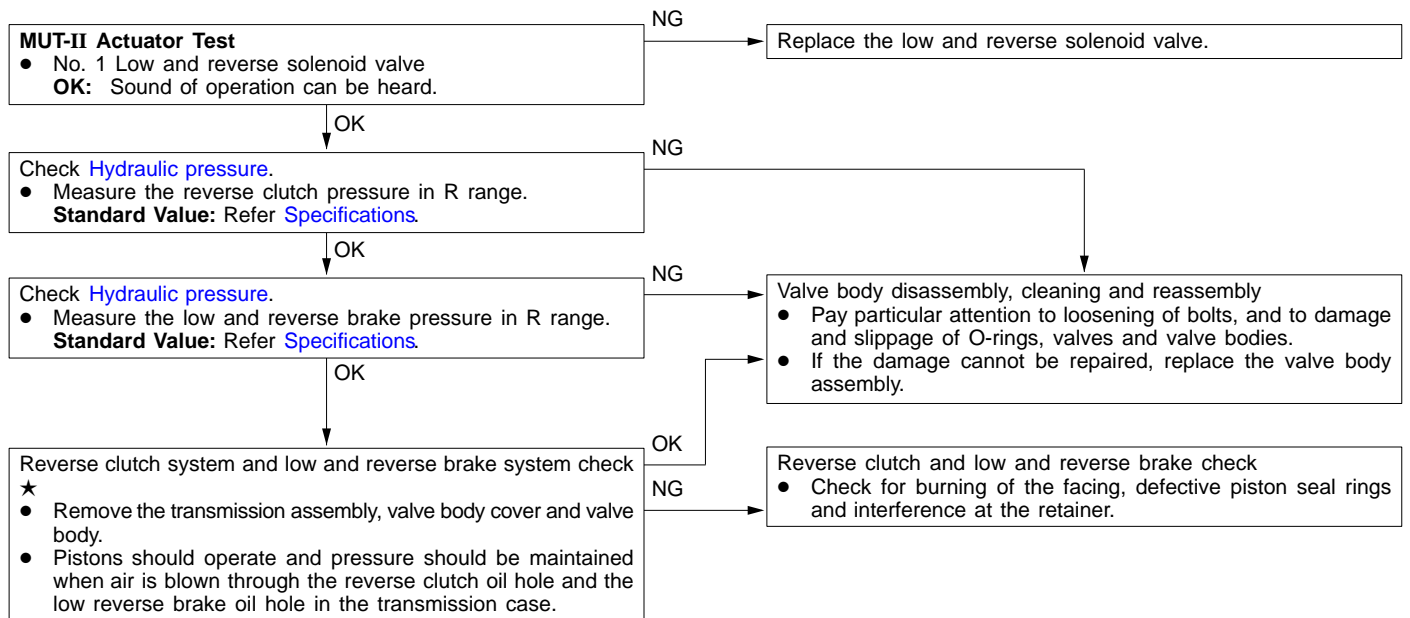 MUT-II Actuator Test
● No. 1 Low and reverse solenoid valve
OK: Sound of operation can be heard.
NG
Replace the low and reverse solenoid valve.
OK
Check Hydraulic pressure.
● Measure the reverse clutch pressure in R range.
Standard Value: Refer Specifications.
NG
OK
Check Hydraulic pressure.
● Measure the low and reverse brake pressure in R range.
Standard Value: Refer Specifications.
NG
Valve body disassembly, cleaning and reassembly
● Pay particular attention to loosening of bolts, and to damage
and slippage of O-rings, valves and valve bodies.
● If the damage cannot be repaired, replace the valve body
assembly.
OK
Reverse clutch system and low and reverse brake system check
★
● Remove the transmission assembly, valve body cover and valve
body.
● Pistons should operate and pressure should be maintained
when air is blown through the reverse clutch oil hole and the
low reverse brake oil hole in the transmission case.
OK
NG
Reverse clutch and low and reverse brake check
● Check for burning of the facing, defective piston seal rings
and interference at the retainer.